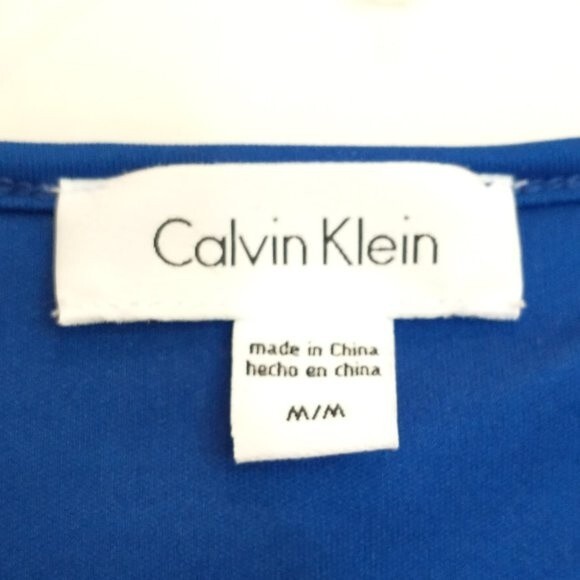 Calvin Klein
made in China
hecho en china
M/M